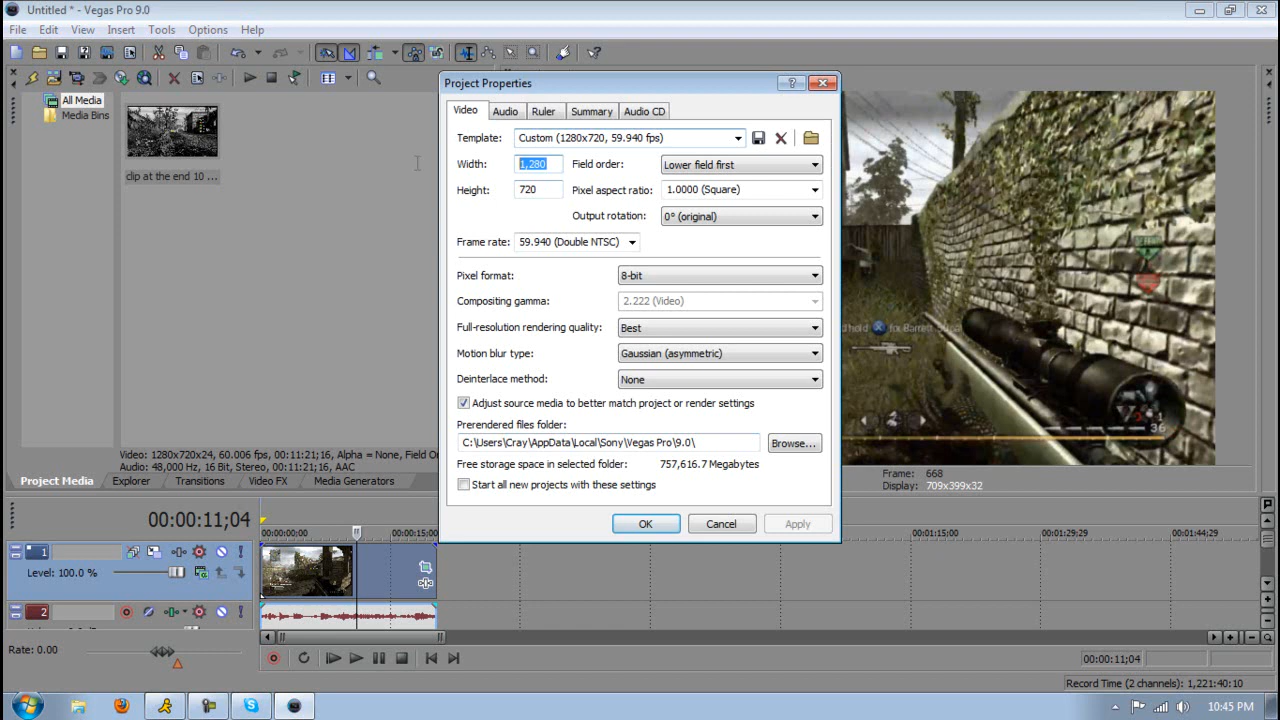 Untitled * - Vegas Pro 9.0
File Edit View Insert Tools Options Help
All Media
Media Bins
clip at the end 10 ...
Video: 1280x720x24, 60.006 fps, 00:11:21;16, Alpha = None, Field Or
Audio: 48,000 Hz, 16 Bit, Stereo, 00:11:21;16, AAC
Project Media Explorer Transitions Video FX Media Generators
Project Properties
Video Audio Ruler Summary Audio CD
Template: Custom (1280x720, 59.940 fps)
Width: 1,280 Field order: Lower field first
Height: 720 Pixel aspect ratio: 1.0000 (Square)
Output rotation: 0° (original)
Frame rate: 59.940 (Double NTSC)
Pixel format: 8-bit
Compositing gamma: 2.222 (Video)
Full-resolution rendering quality: Best
Motion blur type: Gaussian (asymmetric)
Deinterlace method: None
Adjust source media to better match project or render settings
Prerendered files folder:
C:\Users\Cray\AppData\Local\Sony\Vegas Pro\9.0\ Browse...
Free storage space in selected folder: 757,616.7 Megabytes
Start all new projects with these settings
OK Cancel Apply
hold X for Barrett
36
Frame: 668
Display: 709x399x32
00:00:11;04
00:00:00;00 00:00:15;00 00:01:15;00 00:01:29;29 00:01:44;29
1
Level: 100.0 %
2
Rate: 0.00
00:00:11;04
Record Time (2 channels): 1,221:40:10
10:45 PM